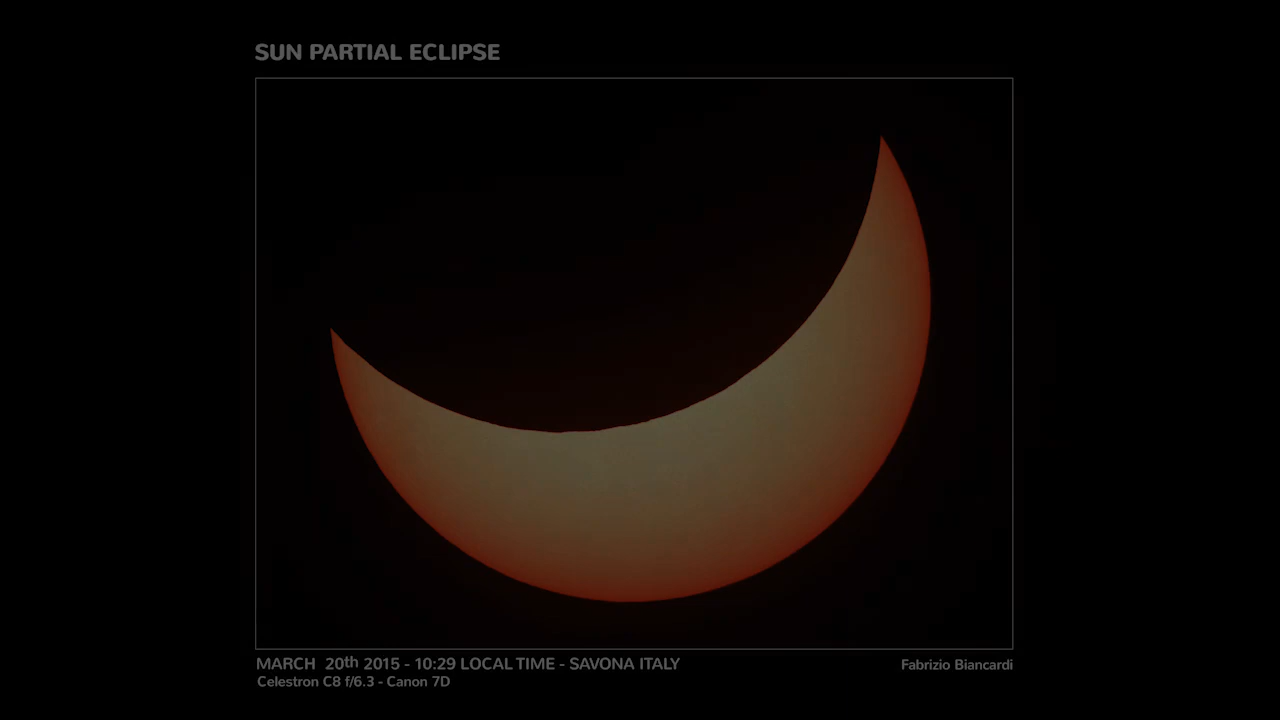 SUN PARTIAL ECLIPSE
MARCH 20th 2015 - 10:29 LOCAL TIME - SAVONA ITALY
Fabrizio Biancardi
Celestron C8 f/6.3 - Canon 7D